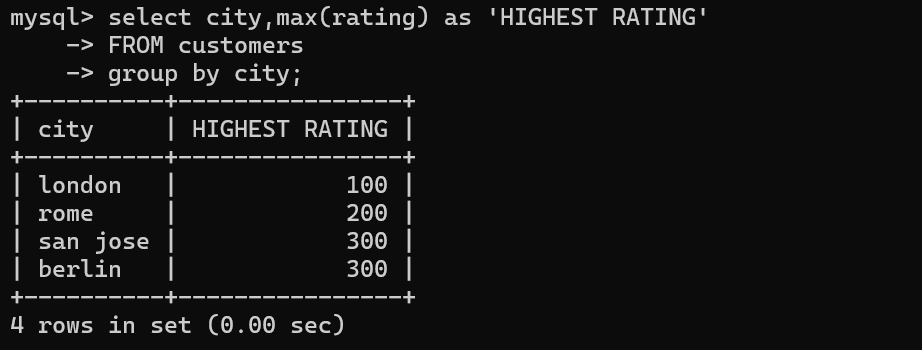 mysql> select city,max(rating) as 'HIGHEST RATING'
    -> FROM customers
    -> group by city;
+----------+----------------+
| city     | HIGHEST RATING |
+----------+----------------+
| london   |            100 |
| rome     |            200 |
| san jose |            300 |
| berlin   |            300 |
+----------+----------------+
4 rows in set (0.00 sec)